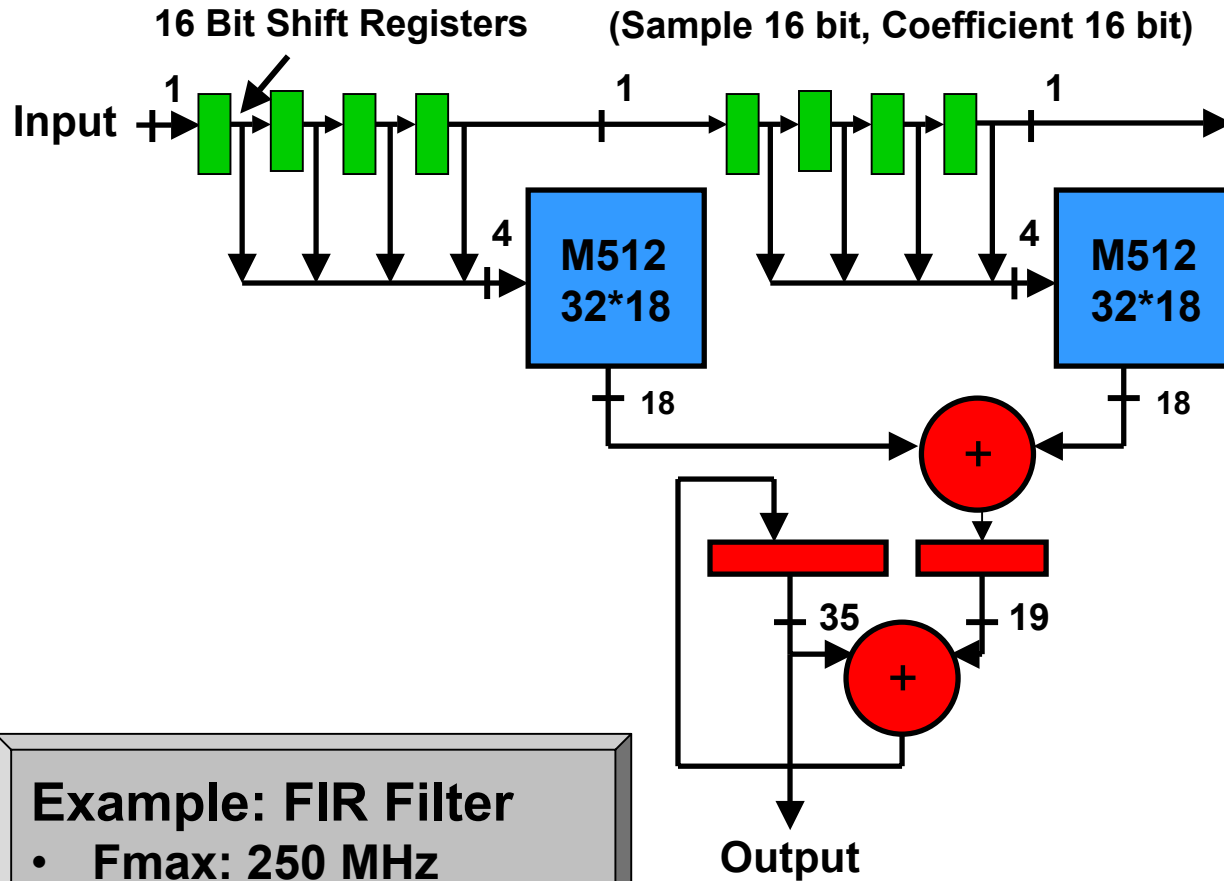 16 Bit Shift Registers (Sample 16 bit, Coefficient 16 bit)
1 1 1
Input
4 4
M512 M512
32*18 32*18
18 18
+
35 19
+
Example: FIR Filter
• Fmax: 250 MHz
Output